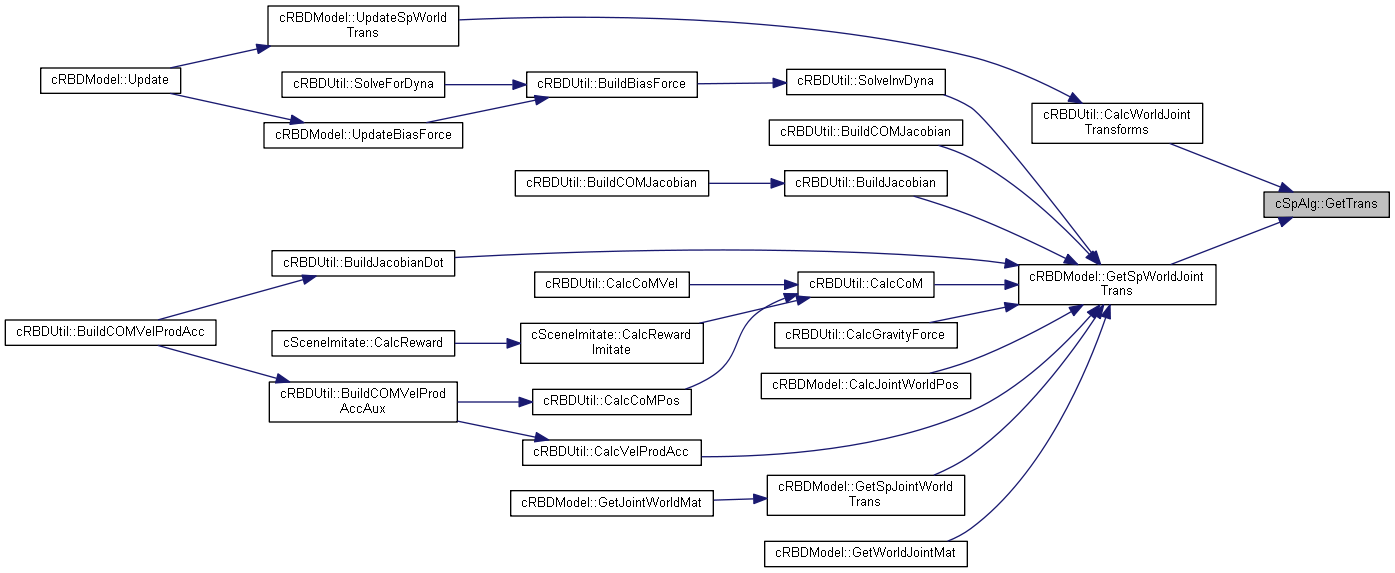 cRBDModel::UpdateSpWorld
Trans
cRBDModel::Update
cRBDUtil::SolveForDyna
cRBDUtil::BuildBiasForce
cRBDUtil::SolveInvDyna
cRBDModel::UpdateBiasForce
cRBDUtil::CalcWorldJoint
Transforms
cRBDUtil::BuildCOMJacobian
cRBDUtil::BuildCOMJacobian
cRBDUtil::BuildJacobian
cSpAlg::GetTrans
cRBDUtil::BuildJacobianDot
cRBDUtil::CalcCoMVel
cRBDUtil::CalcCoM
cRBDModel::GetSpWorldJoint
Trans
cRBDUtil::BuildCOMVelProdAcc
cSceneImitate::CalcReward
cSceneImitate::CalcReward
Imitate
cRBDUtil::CalcGravityForce
cRBDModel::CalcJointWorldPos
cRBDUtil::BuildCOMVelProd
AccAux
cRBDUtil::CalcCoMPos
cRBDUtil::CalcVelProdAcc
cRBDModel::GetJointWorldMat
cRBDModel::GetSpJointWorld
Trans
cRBDModel::GetWorldJointMat